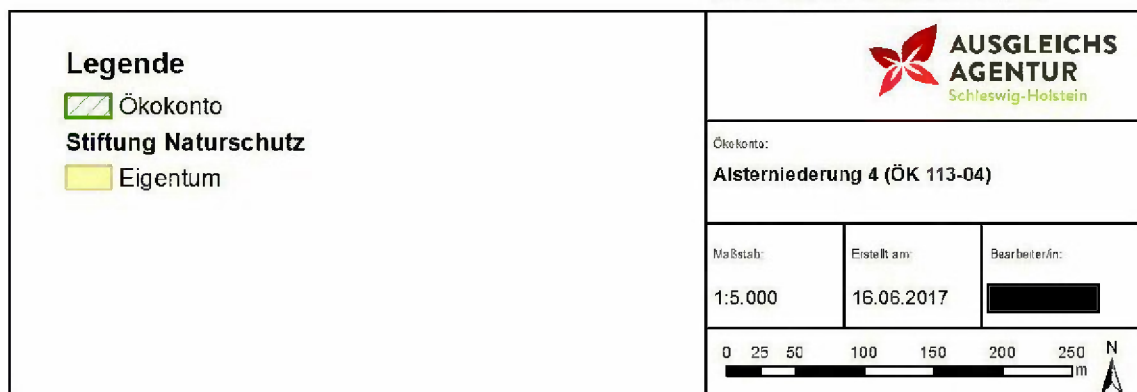 Legende
Ökokonto
Stiftung Naturschutz
Eigentum
AUSGLEICHS
AGENTUR
Schleswig-Holstein
Ökokonto:
Alsterniederung 4 (ÖK 113-04)
Maßstab:
1:5.000
Erstellt am:
16.06.2017
Bearbeiter/in:
0 25 50 100 150 200 250
m
N